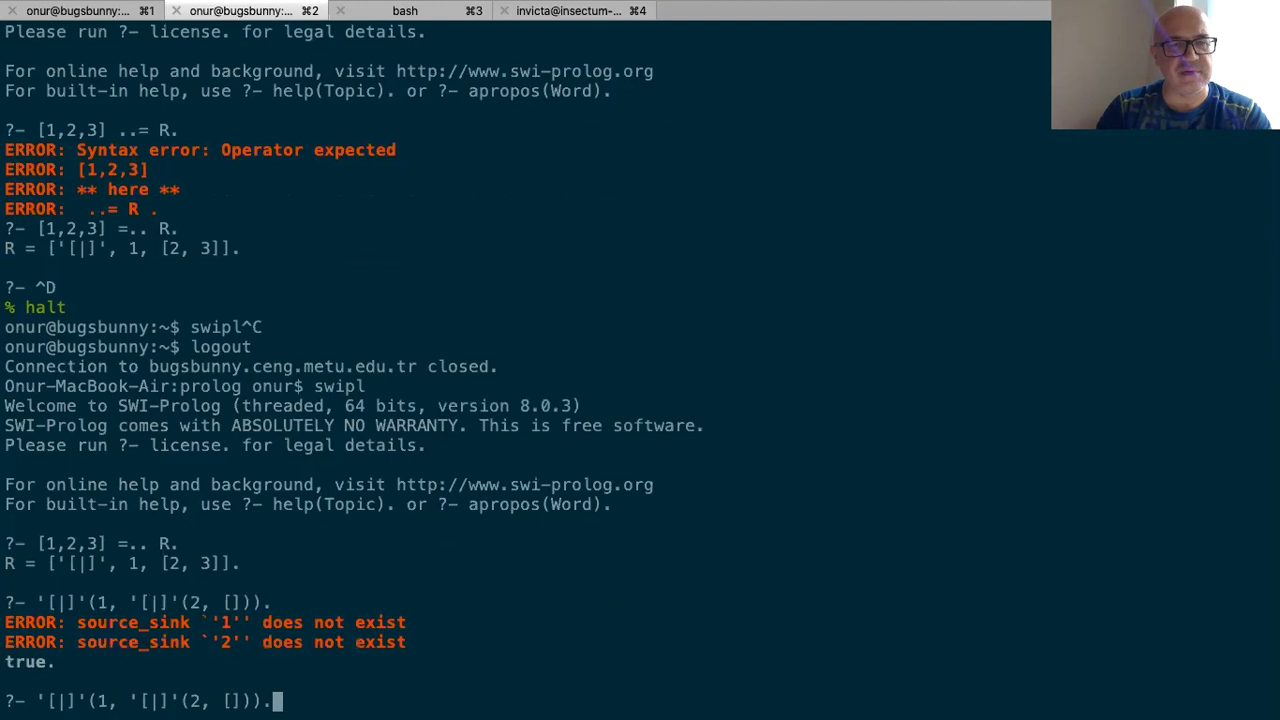 onur@bugsbunny:... ⌘1 onur@bugsbunny:... ⌘2 bash ⌘3 invicta@insectum-... ⌘4
Please run ?- license. for legal details.
For online help and background, visit http://www.swi-prolog.org
For built-in help, use ?- help(Topic). or ?- apropos(Word).
?- [1,2,3] ..= R.
ERROR: Syntax error: Operator expected
ERROR: [1,2,3]
ERROR: ** here **
ERROR:  ..= R .
?- [1,2,3] =.. R.
R = ['[|]', 1, [2, 3]].
?- ^D
% halt
onur@bugsbunny:~$ swipl^C
onur@bugsbunny:~$ logout
Connection to bugsbunny.ceng.metu.edu.tr closed.
Onur-MacBook-Air:prolog onur$ swipl
Welcome to SWI-Prolog (threaded, 64 bits, version 8.0.3)
SWI-Prolog comes with ABSOLUTELY NO WARRANTY. This is free software.
Please run ?- license. for legal details.
For online help and background, visit http://www.swi-prolog.org
For built-in help, use ?- help(Topic). or ?- apropos(Word).
?- [1,2,3] =.. R.
R = ['[|]', 1, [2, 3]].
?- '[|]'(1, '[|]'(2, [])).
ERROR: source_sink `'1'' does not exist
ERROR: source_sink `'2'' does not exist
true.
?- '[|]'(1, '[|]'(2, [])).